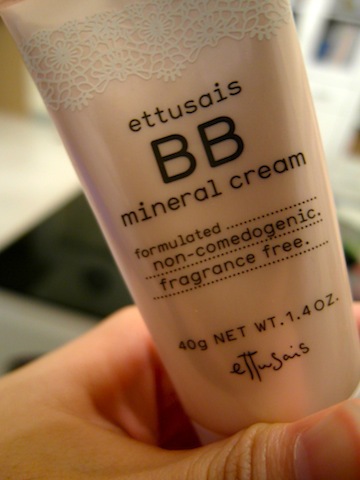 ettusais
BB
mineral cream
formulated
non-comedogenic.
fragrance free.
40g NET WT. 1.4 OZ.
ettusais